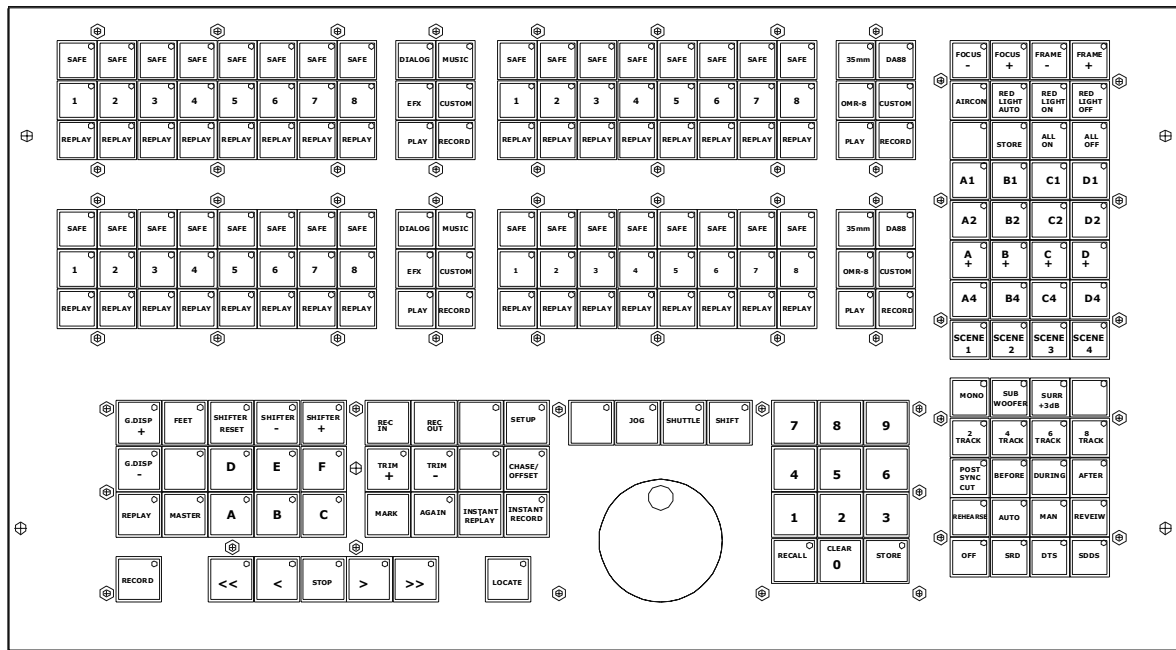 SAFE SAFE SAFE SAFE SAFE SAFE SAFE SAFE DIALOG MUSIC SAFE SAFE SAFE SAFE SAFE SAFE SAFE SAFE 35mm DA88
1 2 3 4 5 6 7 8 EFX CUSTOM 1 2 3 4 5 6 7 8 OMR-8 CUSTOM
REPLAY REPLAY REPLAY REPLAY REPLAY REPLAY REPLAY REPLAY PLAY RECORD REPLAY REPLAY REPLAY REPLAY REPLAY REPLAY REPLAY REPLAY PLAY RECORD
SAFE SAFE SAFE SAFE SAFE SAFE SAFE SAFE DIALOG MUSIC SAFE SAFE SAFE SAFE SAFE SAFE SAFE SAFE 35mm DA88
1 2 3 4 5 6 7 8 EFX CUSTOM 1 2 3 4 5 6 7 8 OMR-8 CUSTOM
REPLAY REPLAY REPLAY REPLAY REPLAY REPLAY REPLAY REPLAY PLAY RECORD REPLAY REPLAY REPLAY REPLAY REPLAY REPLAY REPLAY REPLAY PLAY RECORD
FOCUS FOCUS FRAME FRAME
- + - +
RED RED RED
AIRCON LIGHT LIGHT LIGHT
AUTO ON OFF
ALL ALL
STORE ON OFF
A1 B1 C1 D1
A2 B2 C2 D2
A B C D
+ + + +
A4 B4 C4 D4
SCENE SCENE SCENE SCENE
1 2 3 4
G.DISP FEET SHIFTER SHIFTER SHIFTER
+ RESET - +
G.DISP D E F
-
REPLAY MASTER A B C
RECORD << < STOP > >> LOCATE
REC REC SETUP
IN OUT
TRIM TRIM CHASE/
+ - OFFSET
MARK AGAIN INSTANT INSTANT
REPLAY RECORD
JOG SHUTTLE SHIFT
7 8 9
4 5 6
1 2 3
RECALL CLEAR STORE
0
MONO SUB SURR
WOOFER +3dB
2 4 6 8
TRACK TRACK TRACK TRACK
POST
SYNC BEFORE DURING AFTER
CUT
REHEARSE AUTO MAN REVEIW
OFF SRD DTS SDDS